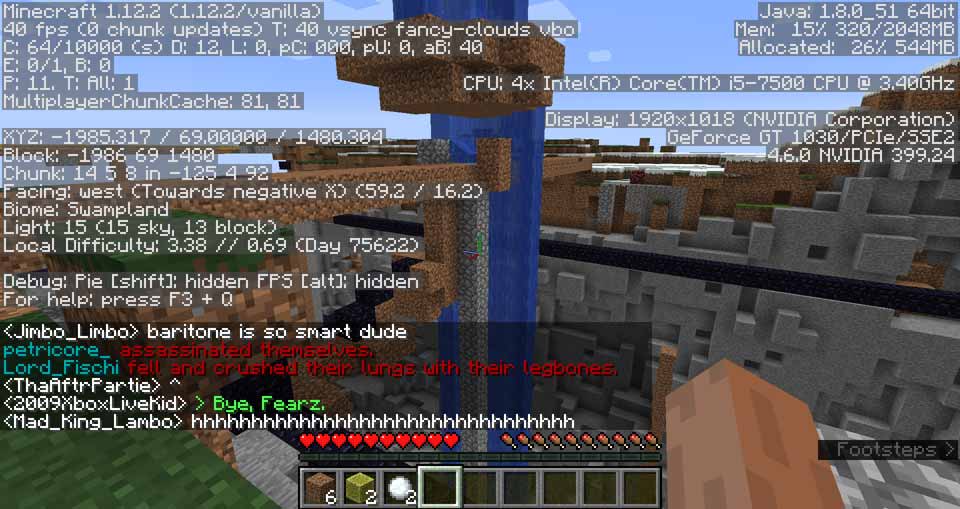 Minecraft 1.12.2 (1.12.2/vanilla)
40 fps (0 chunk updates) T: 40 vsync fancy-clouds vbo
C: 64/10000 (s) D: 12, L: 0, pC: 000, pU: 0, aB: 40
E: 0/1, B: 0
P: 11. T: All: 1
MultiplayerChunkCache: 81, 81
XYZ: -1985.317 / 69.00000 / 1480.304
Block: -1986 69 1480
Chunk: 14 5 8 in -125 4 92
Facing: west (Towards negative X) (59.2 / 16.2)
Biome: Swampland
Light: 15 (15 sky, 13 block)
Local Difficulty: 3.38 // 0.69 (Day 75622)
Debug: Pie [shift]: hidden FPS [alt]: hidden
For help: press F3 + Q
Java: 1.8.0_51 64bit
Mem: 15% 320/2048MB
Allocated: 26% 544MB
CPU: 4x Intel(R) Core(TM) i5-7500 CPU @ 3.40GHz
Display: 1920x1018 (NVIDIA Corporation)
GeForce GT 1030/PCIe/SSE2
4.6.0 NVIDIA 399.24
<Jimbo_Limbo> baritone is so smart dude
petricore_ assassinated themselves.
Lord_Fischi fell and crushed their lungs with their legbones.
<ThaAftrPartie> ^
<2009XboxLiveKid> > Bye, Fearz.
<Mad_King_Lambo> hhhhhhhhhhhhhhhhhhhhhhhhhhhhhhhh
Footsteps >
6 2 2